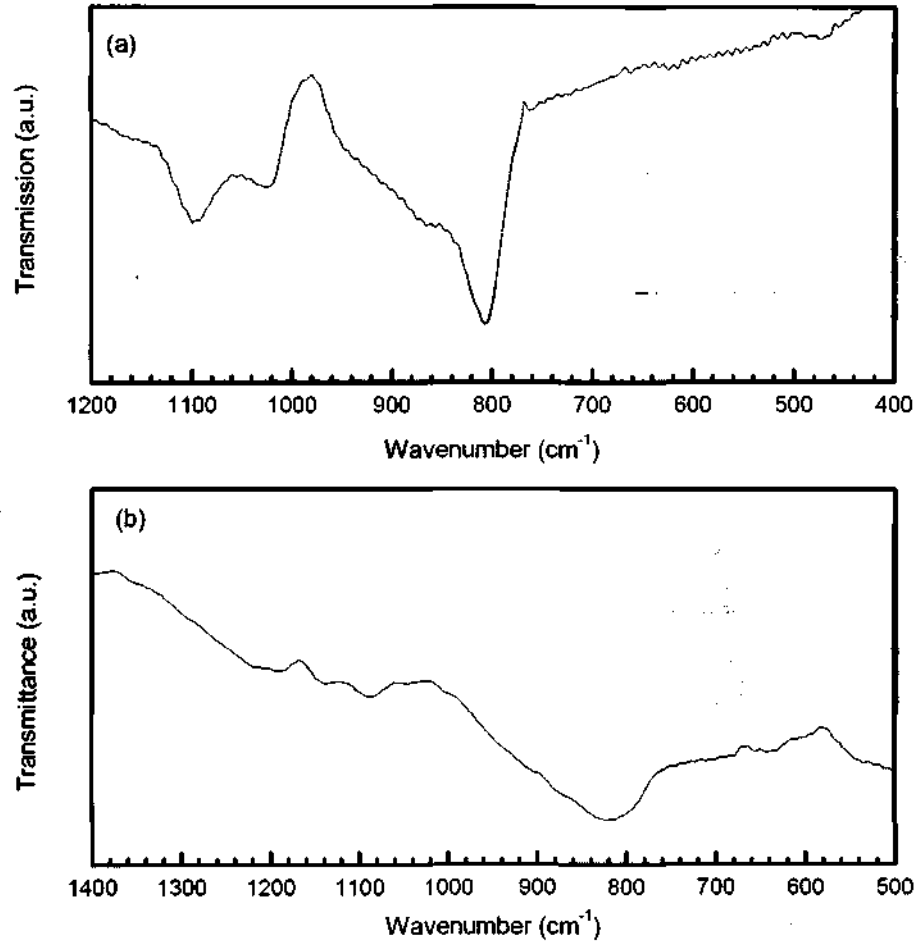 (a)
Transmission (a.u.)
1200 1100 1000 900 800 700 600 500 400
Wavenumber (cm⁻¹)
(b)
Transmittance (a.u.)
1400 1300 1200 1100 1000 900 800 700 600 500
Wavenumber (cm⁻¹)